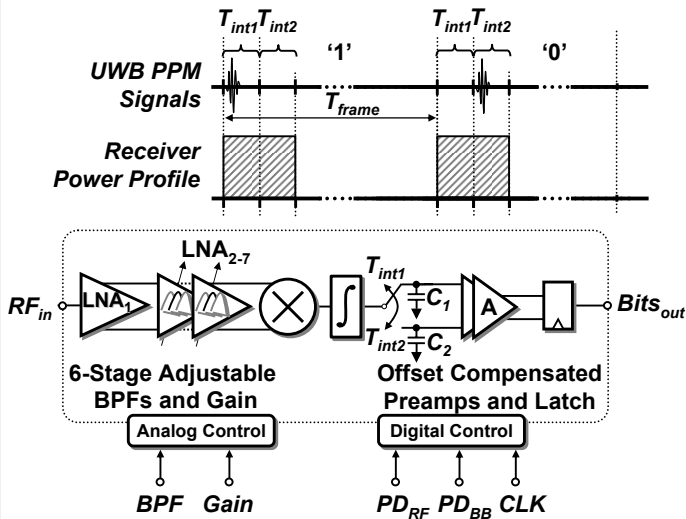 T_int1 T_int2 T_int1 T_int2
UWB PPM
Signals
‘1’ ‘0’
T_frame
Receiver
Power Profile
LNA_2-7
RF_in
LNA_1
T_int1
T_int2
C_1
C_2
A
Bits_out
6-Stage Adjustable
BPFs and Gain
Offset Compensated
Preamps and Latch
Analog Control
Digital Control
BPF Gain
PD_RF PD_BB CLK